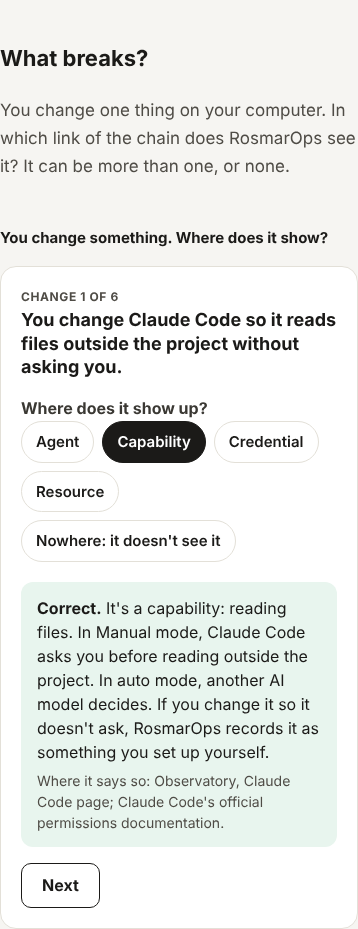 What breaks?
You change one thing on your computer. In
which link of the chain does RosmarOps see
it? It can be more than one, or none.
You change something. Where does it show?
CHANGE 1 OF 6
You change Claude Code so it reads
files outside the project without
asking you.
Where does it show up?
Agent
Capability
Credential
Resource
Nowhere: it doesn't see it
Correct. It's a capability: reading
files. In Manual mode, Claude Code
asks you before reading outside the
project. In auto mode, another AI
model decides. If you change it so it
doesn't ask, RosmarOps records it as
something you set up yourself.
Where it says so: Observatory, Claude
Code page; Claude Code's official
permissions documentation.
Next